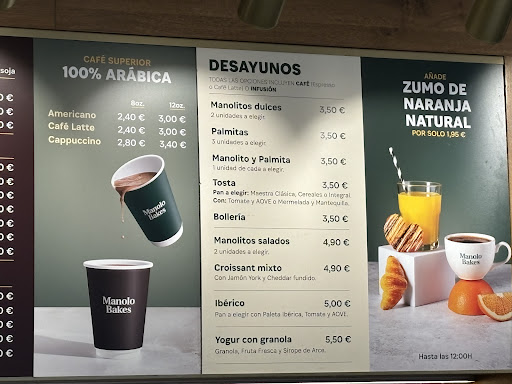 soja
€
€
€
€
€
€
€
€
€
€
€
€
CAFÉ SUPERIOR
100% ARÁBICA
8oz. 12oz.
Americano 2,40 € 3,00 €
Café Latte 2,40 € 3,00 €
Cappuccino 2,80 € 3,40 €
Manolo
Bakes
Manolo
Bakes
DESAYUNOS
TODAS LAS OPCIONES INCLUYEN CAFÉ (Espresso
o Café Latte) O INFUSIÓN
Manolitos dulces 3,50 €
2 unidades a elegir.
Palmitas 3,50 €
3 unidades a elegir.
Manolito y Palmita 3,50 €
1 unidad de cada a elegir.
Tosta 3,50 €
Pan a elegir: Maestra Clásica, Cereales o Integral.
Con: Tomate y AOVE o Mermelada y Mantequilla.
Bollería 3,50 €
Manolitos salados 4,90 €
2 unidades a elegir.
Croissant mixto 4,90 €
Con Jamón York y Cheddar fundido.
Ibérico 5,00 €
Pan a elegir con Paleta Ibérica, Tomate y AOVE.
Yogur con granola 5,50 €
Granola, Fruta Fresca y Sirope de Arce.
AÑADE
ZUMO DE
NARANJA
NATURAL
POR SOLO 1,95 €
Manolo
Bakes
Hasta las 12:00H